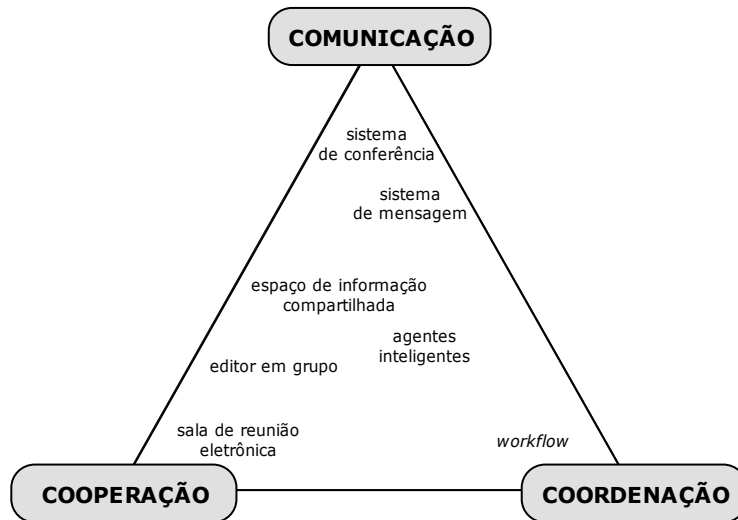 COMUNICAÇÃO
sistema
de conferência
sistema
de mensagem
espaço de informação
compartilhada
agentes
inteligentes
editor em grupo
sala de reunião
eletrônica
workflow
COOPERAÇÃO
COORDENAÇÃO